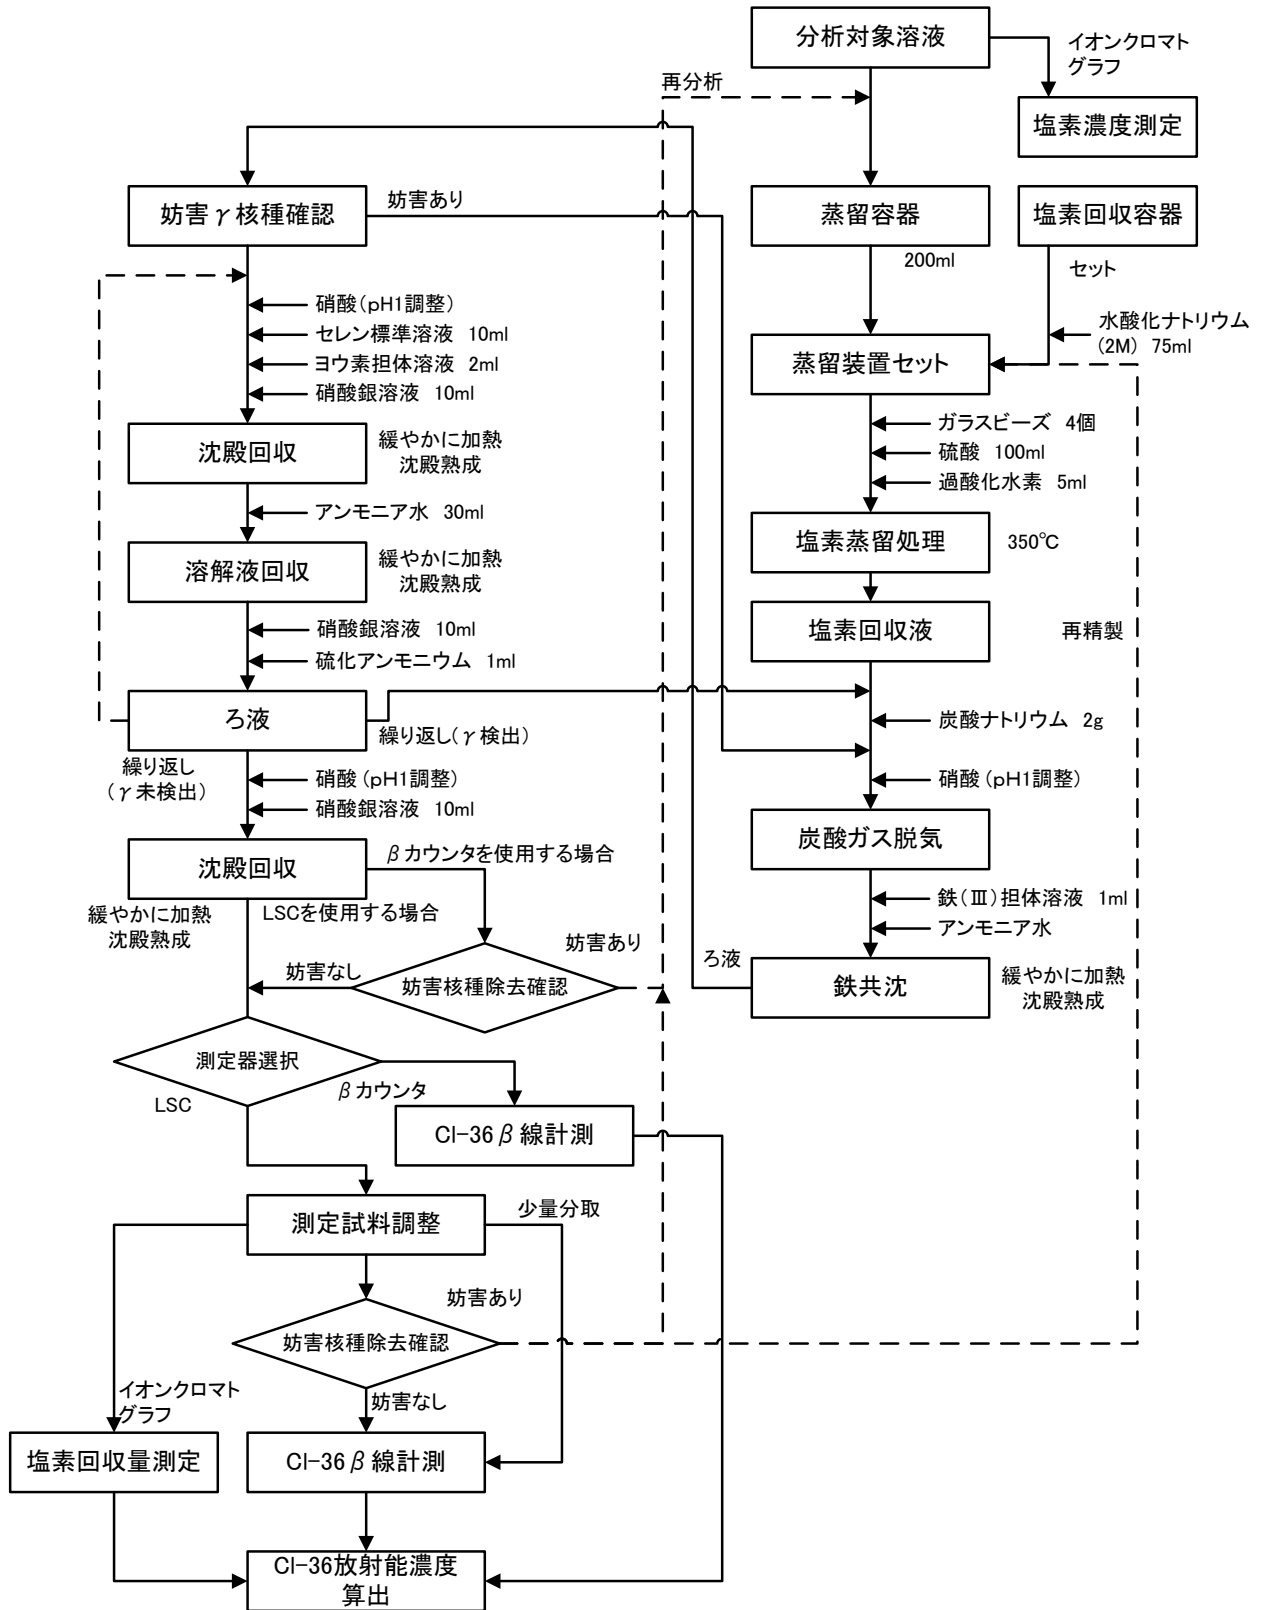 分析対象溶液
イオンクロマト
グラフ
塩素濃度測定
再分析
妨害γ核種確認
妨害あり
蒸留容器
200ml
塩素回収容器
セット
水酸化ナトリウム
(2M) 75ml
蒸留装置セット
硝酸(pH1調整)
セレン標準溶液 10ml
ヨウ素担体溶液 2ml
硝酸銀溶液 10ml
ガラスビーズ 4個
硫酸 100ml
過酸化水素 5ml
沈殿回収
緩やかに加熱
沈殿熟成
アンモニア水 30ml
塩素蒸留処理
350℃
溶解液回収
緩やかに加熱
沈殿熟成
塩素回収液
再精製
硝酸銀溶液 10ml
硫化アンモニウム 1ml
ろ液
繰り返し(γ検出)
繰り返し
(γ未検出)
炭酸ナトリウム 2g
硝酸(pH1調整)
硝酸銀溶液 10ml
硝酸(pH1調整)
炭酸ガス脱気
沈殿回収
βカウンタを使用する場合
緩やかに加熱
沈殿熟成
LSCを使用する場合
鉄(Ⅲ)担体溶液 1ml
アンモニア水
妨害なし
妨害核種除去確認
妨害あり
ろ液
鉄共沈
緩やかに加熱
沈殿熟成
測定器選択
βカウンタ
LSC
Cl-36β線計測
測定試料調整
少量分取
妨害あり
妨害核種除去確認
妨害なし
イオンクロマト
グラフ
塩素回収量測定
Cl-36β線計測
Cl-36放射能濃度
算出